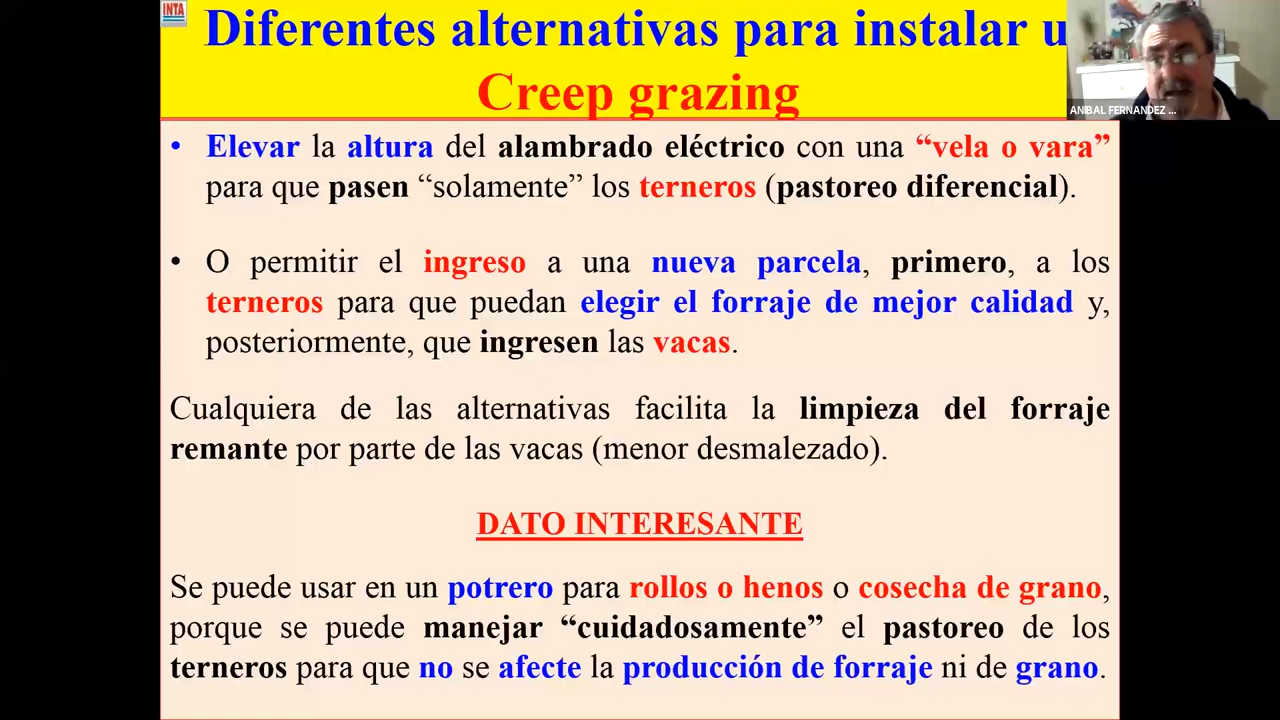 INTA
Diferentes alternativas para instalar u
Creep grazing
ANIBAL FERNANDEZ ...
• Elevar la altura del alambrado eléctrico con una “vela o vara”
para que pasen “solamente” los terneros (pastoreo diferencial).
• O permitir el ingreso a una nueva parcela, primero, a los
terneros para que puedan elegir el forraje de mejor calidad y,
posteriormente, que ingresen las vacas.
Cualquiera de las alternativas facilita la limpieza del forraje
remante por parte de las vacas (menor desmalezado).
DATO INTERESANTE
Se puede usar en un potrero para rollos o henos o cosecha de grano,
porque se puede manejar “cuidadosamente” el pastoreo de los
terneros para que no se afecte la producción de forraje ni de grano.